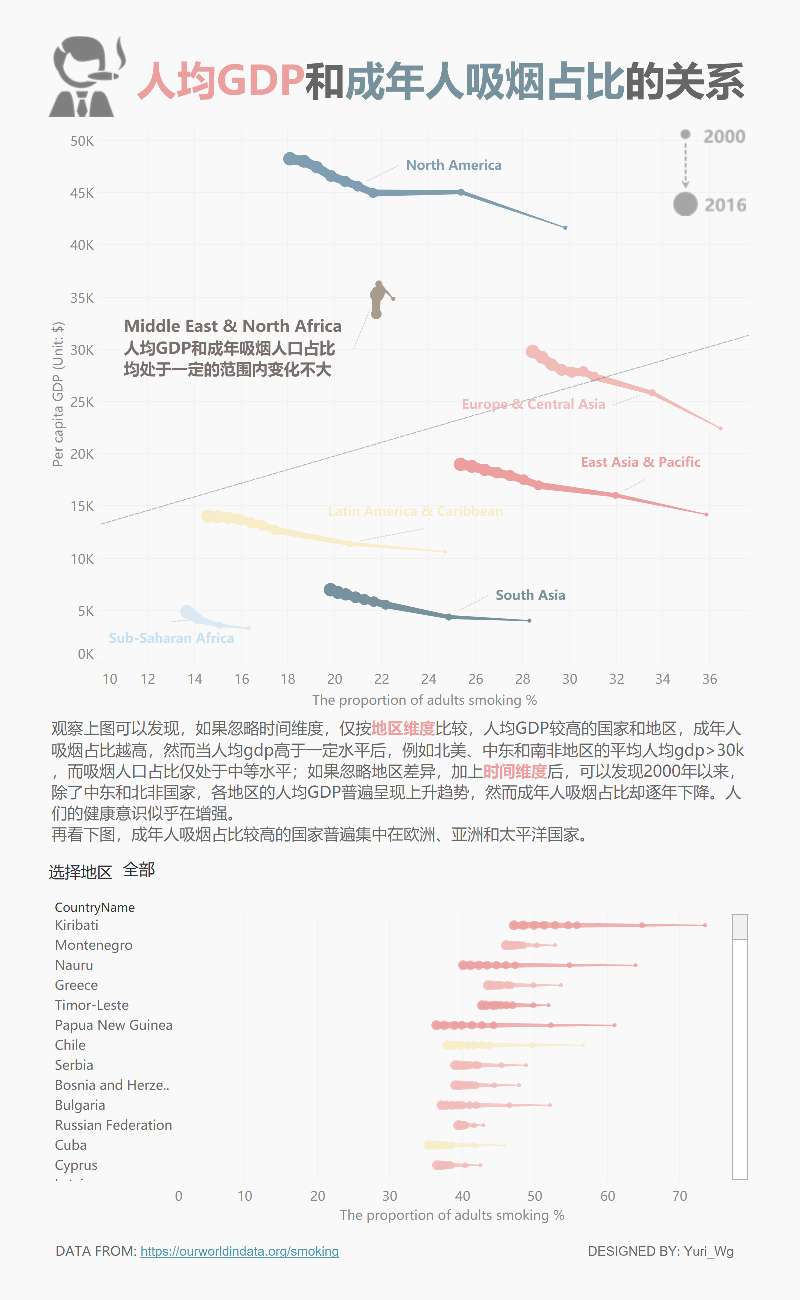 人均GDP和成年人吸烟占比的关系
2000
2016
50K
45K
40K
35K
30K
25K
20K
15K
10K
5K
0K
Per capita GDP (Unit: $)
North America
Middle East & North Africa
人均GDP和成年吸烟人口占比
均处于一定的范围内变化不大
Europe & Central Asia
East Asia & Pacific
Latin America & Caribbean
South Asia
Sub-Saharan Africa
10 12 14 16 18 20 22 24 26 28 30 32 34 36
The proportion of adults smoking %
观察上图可以发现，如果忽略时间维度，仅按地区维度比较，人均GDP较高的国家和地区，成年人
吸烟占比越高，然而当人均gdp高于一定水平后，例如北美、中东和南非地区的平均人均gdp>30k
，而吸烟人口占比仅处于中等水平；如果忽略地区差异，加上时间维度后，可以发现2000年以来，
除了中东和北非国家，各地区的人均GDP普遍呈现上升趋势，然而成年人吸烟占比却逐年下降。人
们的健康意识似乎在增强。
再看下图，成年人吸烟占比较高的国家普遍集中在欧洲、亚洲和太平洋国家。
选择地区 全部
CountryName
Kiribati
Montenegro
Nauru
Greece
Timor-Leste
Papua New Guinea
Chile
Serbia
Bosnia and Herze..
Bulgaria
Russian Federation
Cuba
Cyprus
0 10 20 30 40 50 60 70
The proportion of adults smoking %
DATA FROM: https://ourworldindata.org/smoking
DESIGNED BY: Yuri_Wg